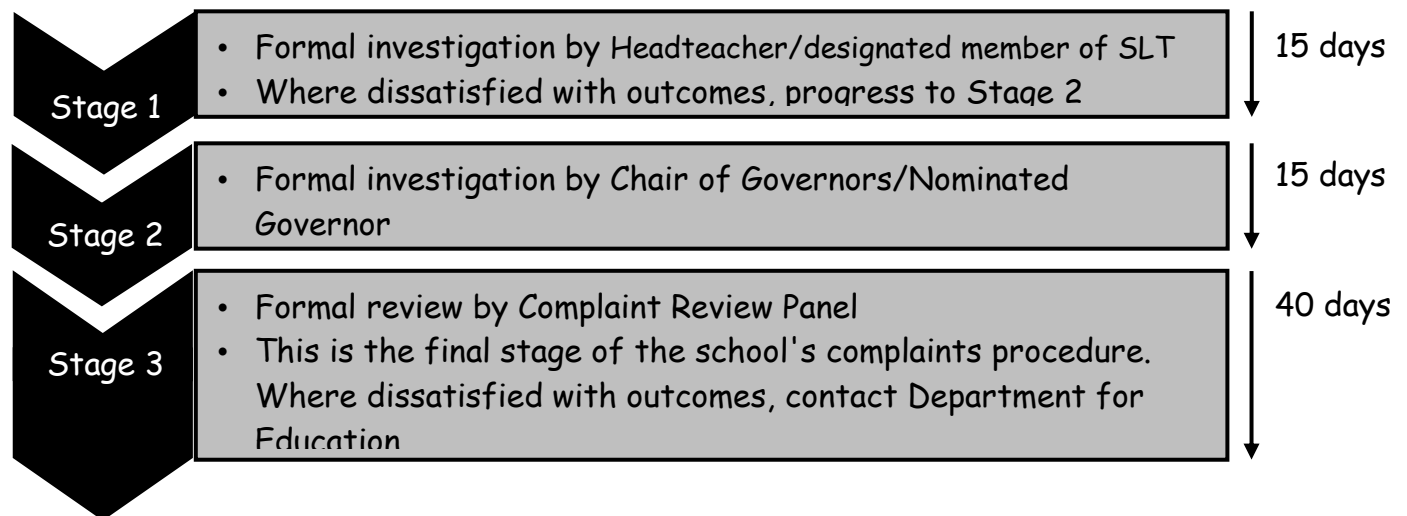 Stage 1
• Formal investigation by Headteacher/designated member of SLT
• Where dissatisfied with outcomes, progress to Stage 2
15 days
Stage 2
• Formal investigation by Chair of Governors/Nominated
Governor
15 days
Stage 3
• Formal review by Complaint Review Panel
• This is the final stage of the school's complaints procedure.
Where dissatisfied with outcomes, contact Department for
Education
40 days